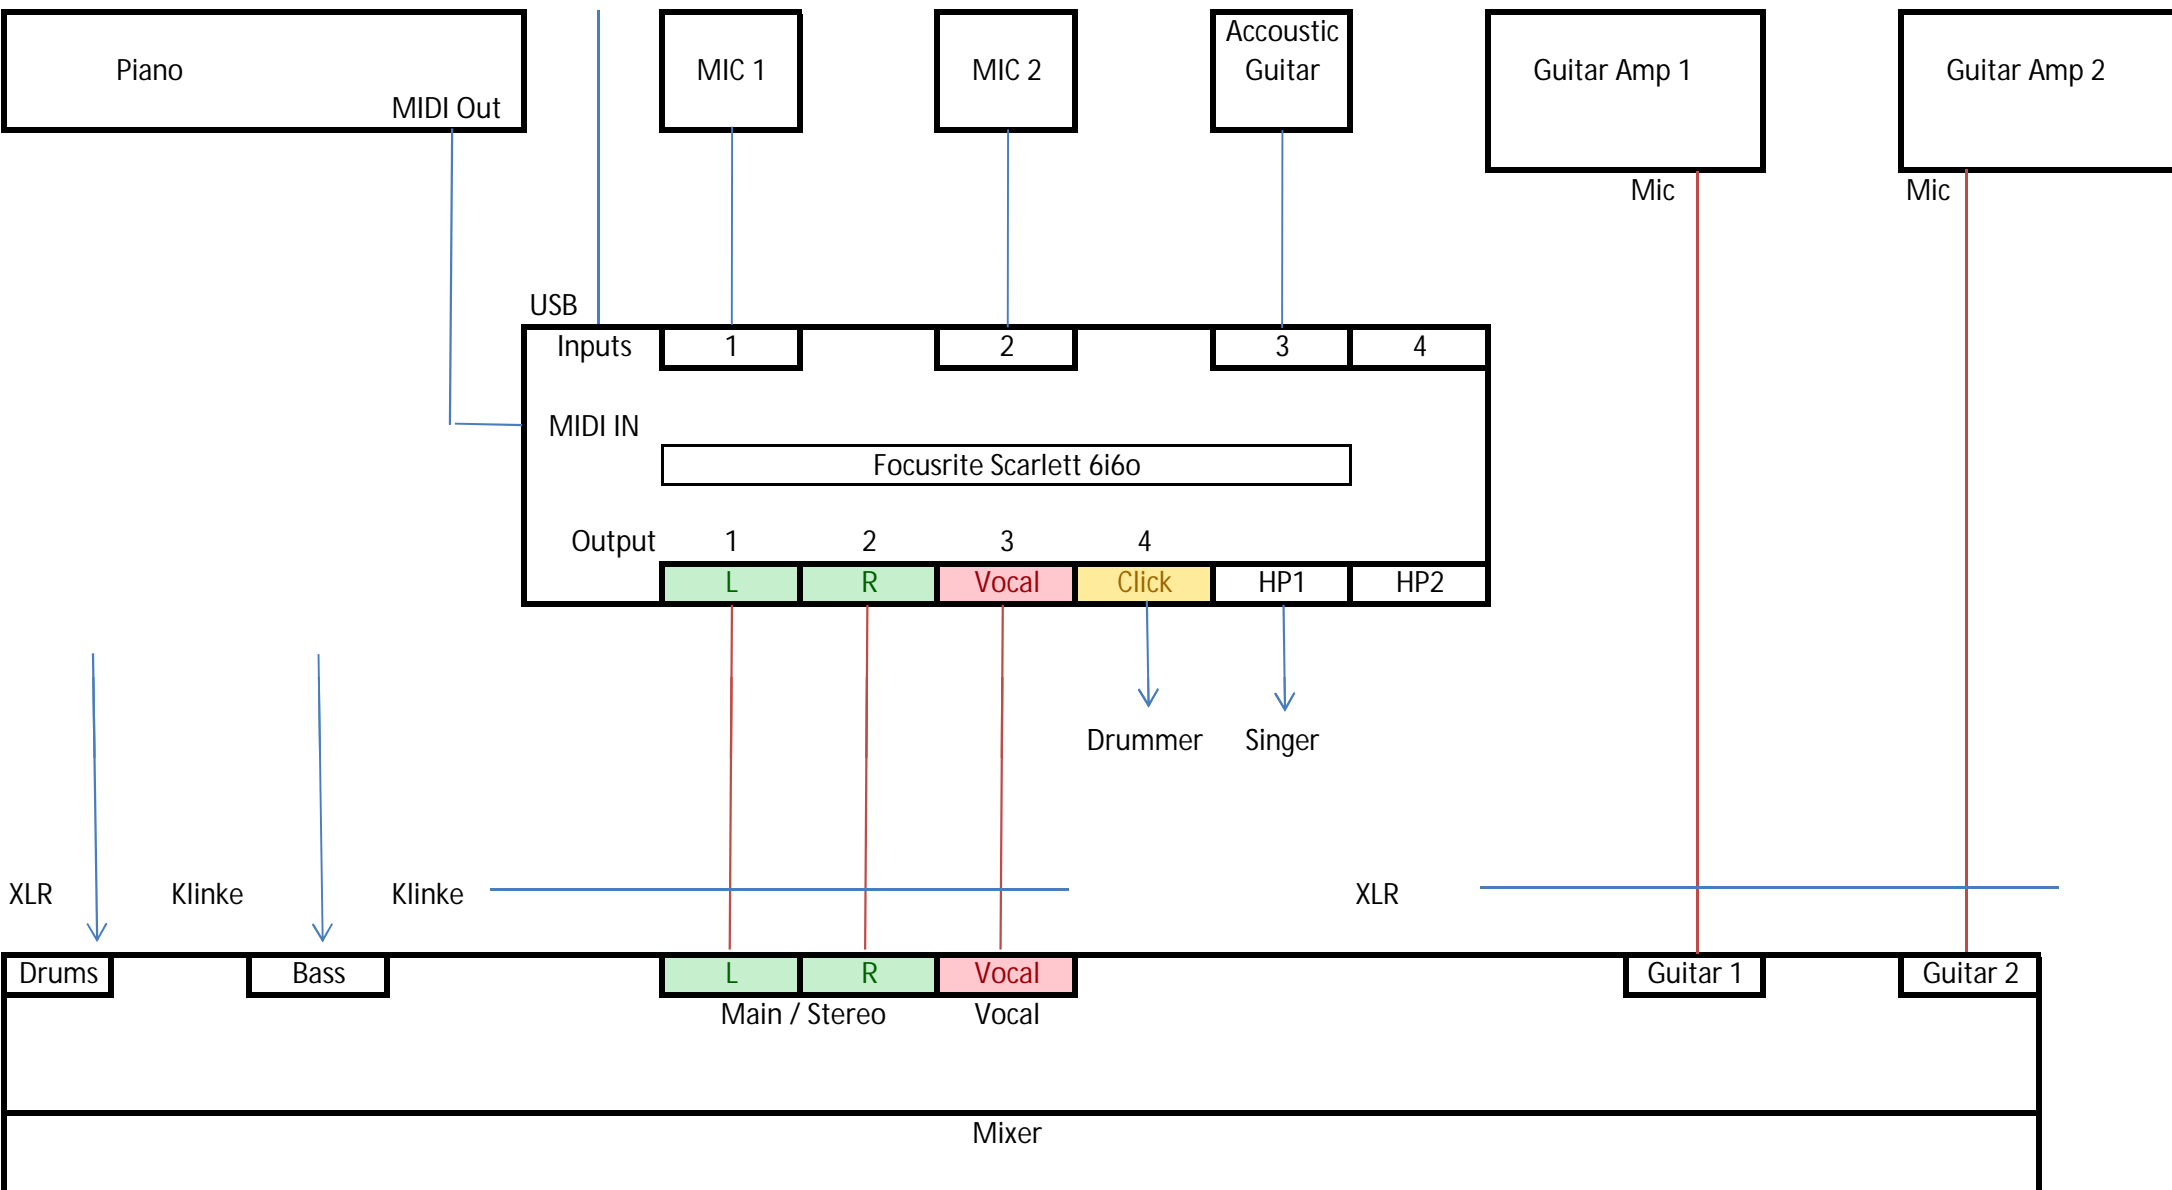 Piano
MIDI Out
MIC 1
MIC 2
Accoustic
Guitar
Guitar Amp 1
Guitar Amp 2
Mic
Mic
USB
Inputs
1
2
3
4
MIDI IN
Focusrite Scarlett 6i6o
Output
1
2
3
4
L
R
Vocal
Click
HP1
HP2
Drummer
Singer
XLR
Klinke
Klinke
XLR
Drums
Bass
L
R
Vocal
Guitar 1
Guitar 2
Main / Stereo
Vocal
Mixer